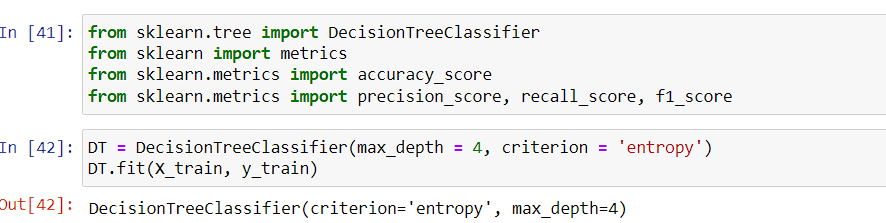 In [41]: from sklearn.tree import DecisionTreeClassifier
from sklearn import metrics
from sklearn.metrics import accuracy_score
from sklearn.metrics import precision_score, recall_score, f1_score
In [42]: DT = DecisionTreeClassifier(max_depth = 4, criterion = 'entropy')
DT.fit(X_train, y_train)
Out[42]: DecisionTreeClassifier(criterion='entropy', max_depth=4)